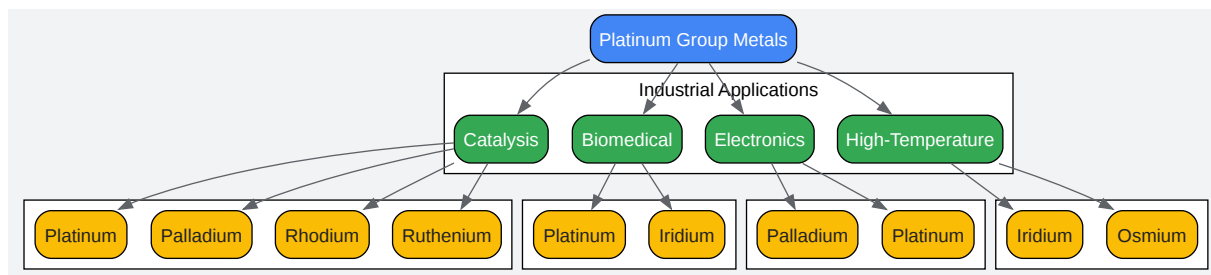 Platinum Group Metals
Industrial Applications
Catalysis
Biomedical
Electronics
High-Temperature
Platinum
Palladium
Rhodium
Ruthenium
Platinum
Iridium
Palladium
Platinum
Iridium
Osmium